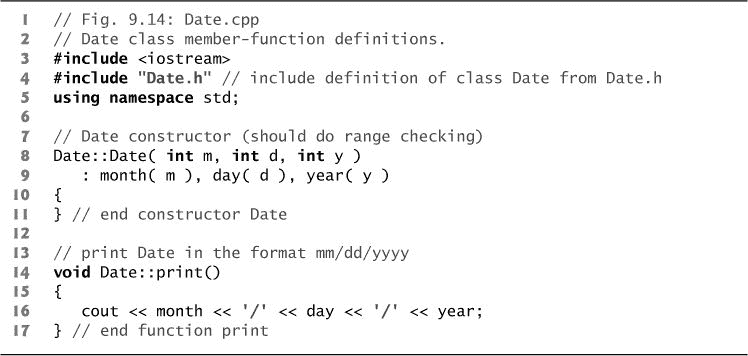 1 // Fig. 9.14: Date.cpp
2 // Date class member-function definitions.
3 #include <iostream>
4 #include "Date.h" // include definition of class Date from Date.h
5 using namespace std;
6
7 // Date constructor (should do range checking)
8 Date::Date( int m, int d, int y )
9    : month( m ), day( d ), year( y )
10 {
11 } // end constructor Date
12
13 // print Date in the format mm/dd/yyyy
14 void Date::print()
15 {
16    cout << month << '/' << day << '/' << year;
17 } // end function print